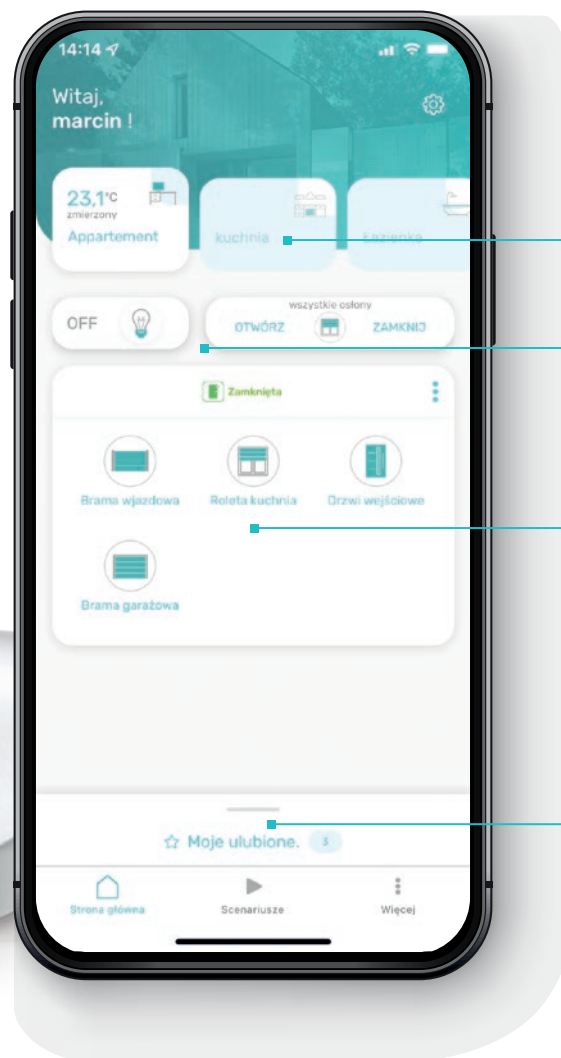 14:14
Witaj,
marcin !
23,1°C
zmierzony
Appartement
kuchnia
Łazienka
OFF
wszystkie osłony
OTWÓRZ
ZAMKNIJ
Zamknięta
Brama wjazdowa
Roleta kuchnia
Drzwi wejściowe
Brama garażowa
Moje ulubione.
3
Strona główna
Scenariusze
Więcej